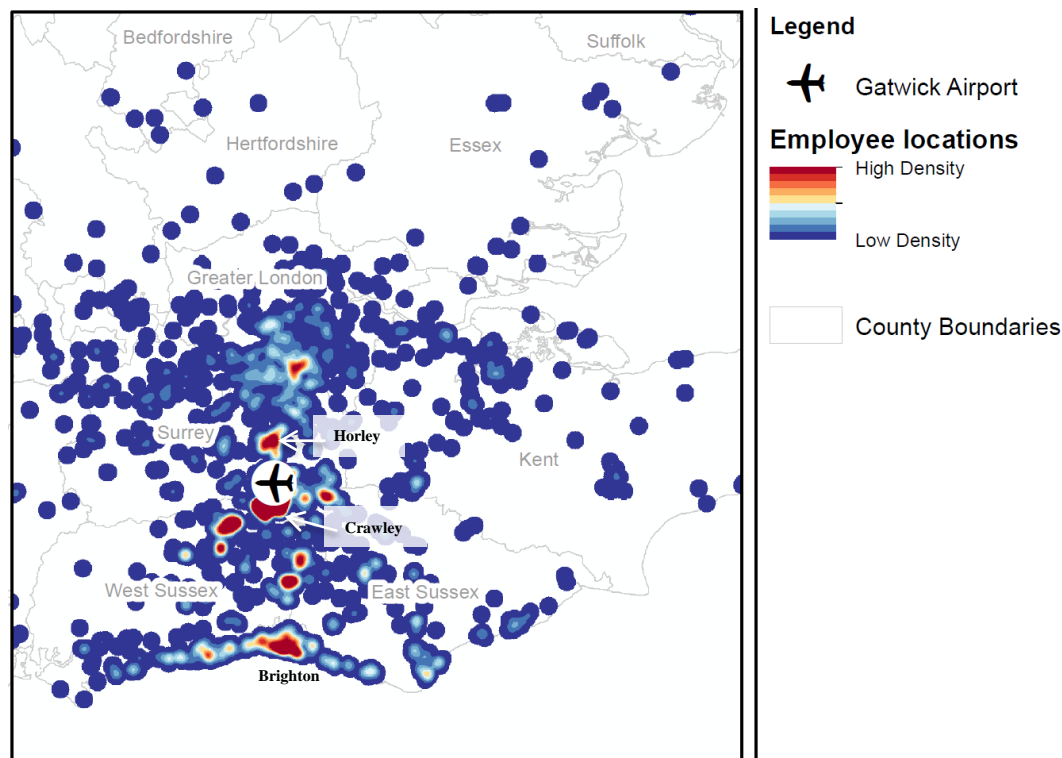 Bedfordshire
Suffolk
Hertfordshire
Essex
Greater London
Surrey
Horley
Kent
Crawley
West Sussex
East Sussex
Brighton
Legend
Gatwick Airport
Employee locations
High Density
Low Density
County Boundaries